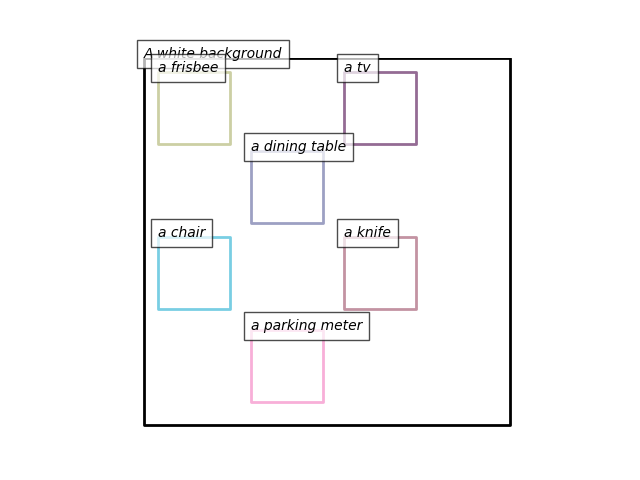 A white background
a frisbee
a tv
a dining table
a chair
a knife
a parking meter